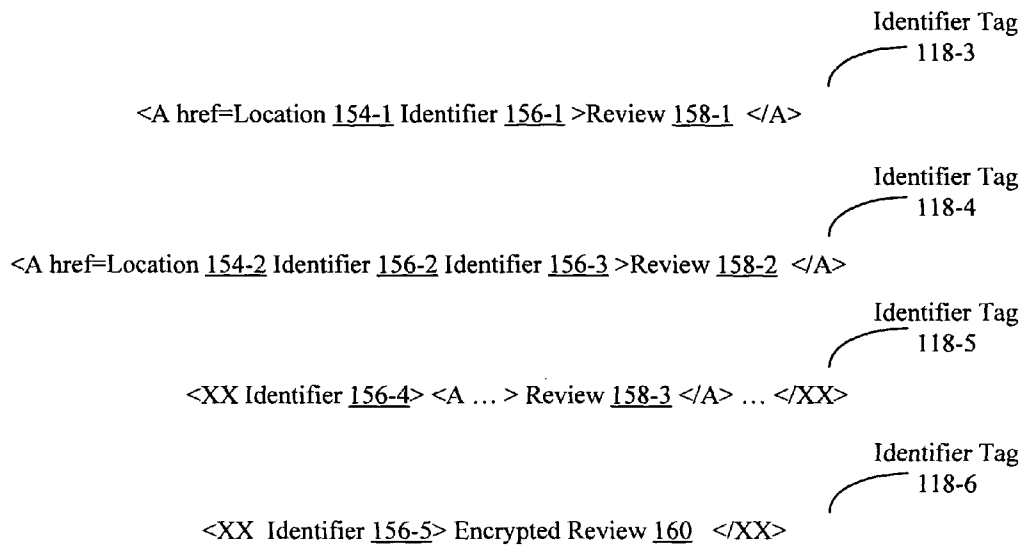 Identifier Tag
118-3
<A href=Location 154-1 Identifier 156-1 >Review 158-1 </A>
Identifier Tag
118-4
<A href=Location 154-2 Identifier 156-2 Identifier 156-3 >Review 158-2 </A>
Identifier Tag
118-5
<XX Identifier 156-4> <A ... > Review 158-3 </A> ... </XX>
Identifier Tag
118-6
<XX Identifier 156-5> Encrypted Review 160 </XX>